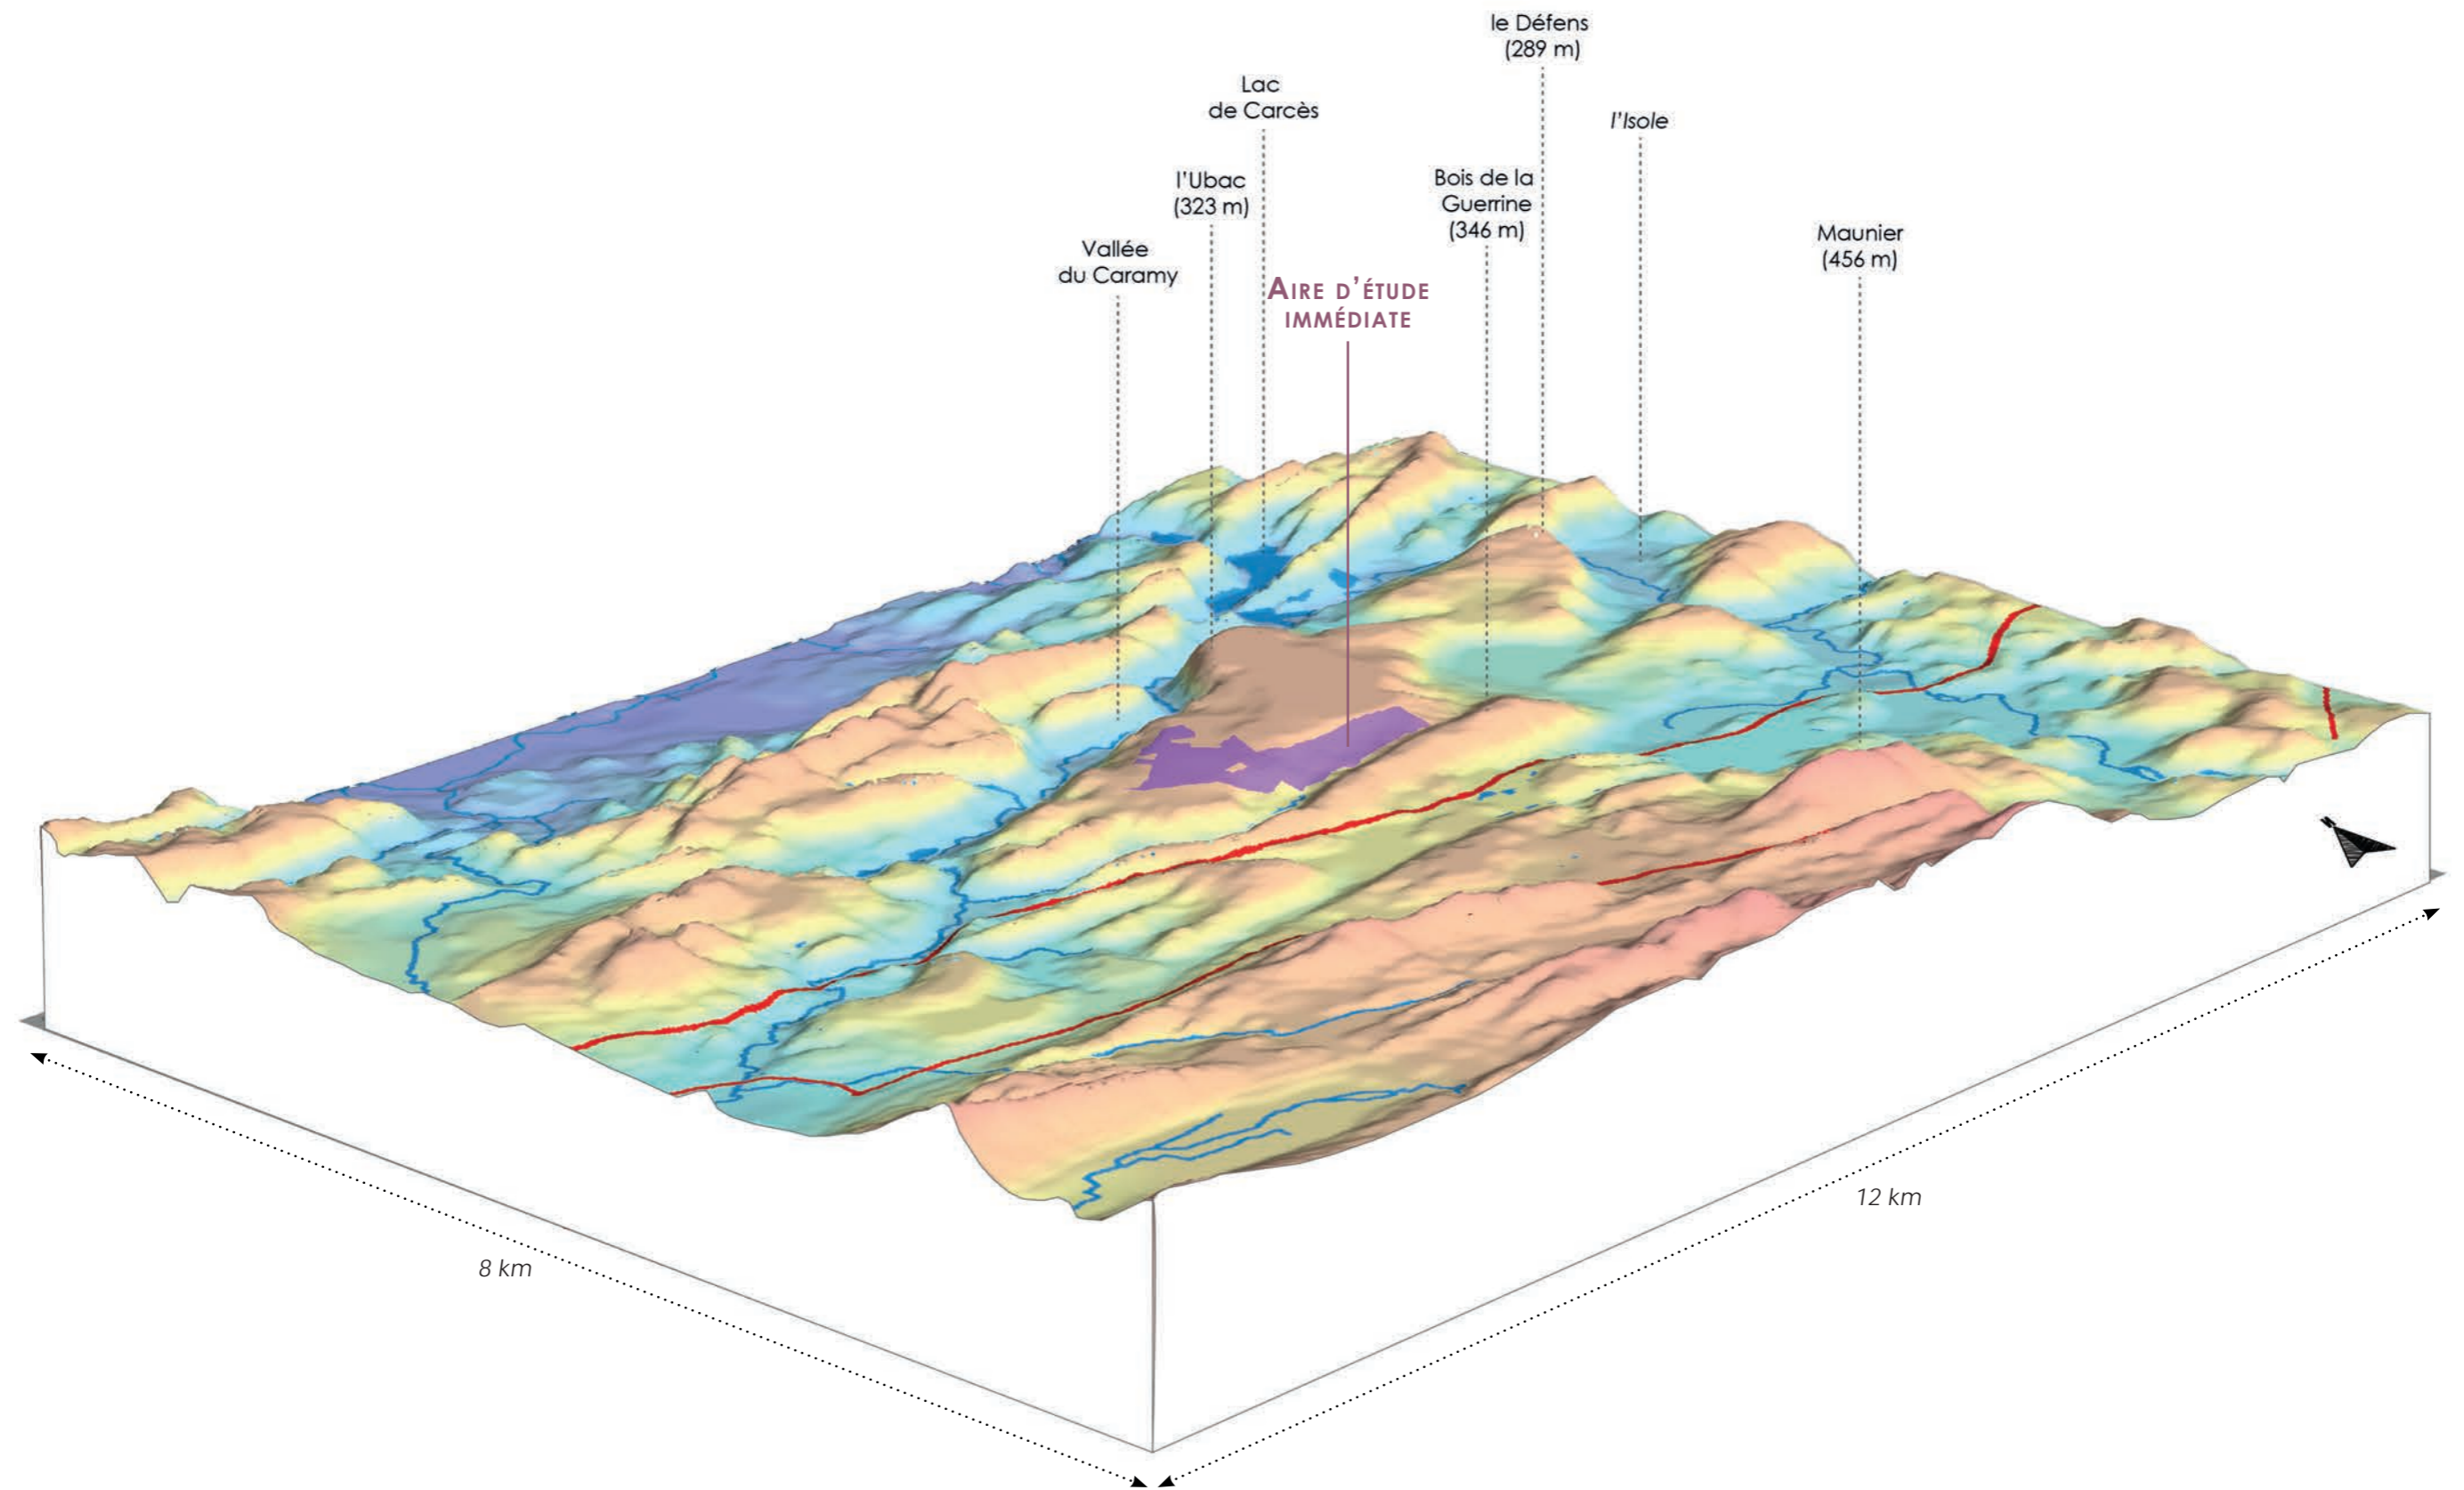 le Défens
(289 m)
Lac
de Carcès
l'Isole
l'Ubac
(323 m)
Bois de la
Guerrine
(346 m)
Maunier
(456 m)
Vallée
du Caramy
AIRE D'ÉTUDE
IMMÉDIATE
12 km
8 km